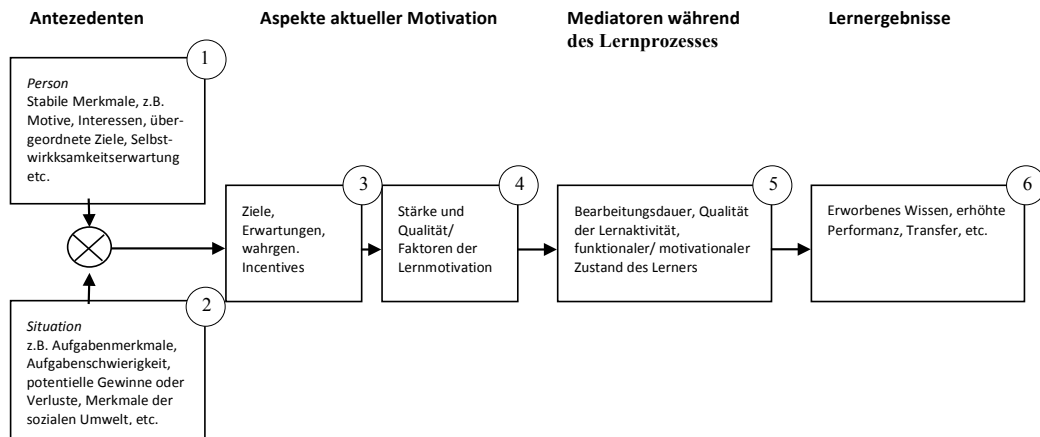 Antezedenten
Aspekte aktueller Motivation
Mediatoren während
des Lernprozesses
Lernergebnisse
1
Person
Stabile Merkmale, z.B.
Motive, Interessen, über-
geordnete Ziele, Selbst-
wirkksamkeitserwartung
etc.
2
Situation
z.B. Aufgabenmerkmale,
Aufgabenschwierigkeit,
potentielle Gewinne oder
Verluste, Merkmale der
sozialen Umwelt, etc.
3
Ziele,
Erwartungen,
wahrgen.
Incentives
4
Stärke und
Qualität/
Faktoren der
Lernmotivation
5
Bearbeitungsdauer, Qualität
der Lernaktivität,
funktionaler/ motivationaler
Zustand des Lerners
6
Erworbenes Wissen, erhöhte
Performanz, Transfer, etc.